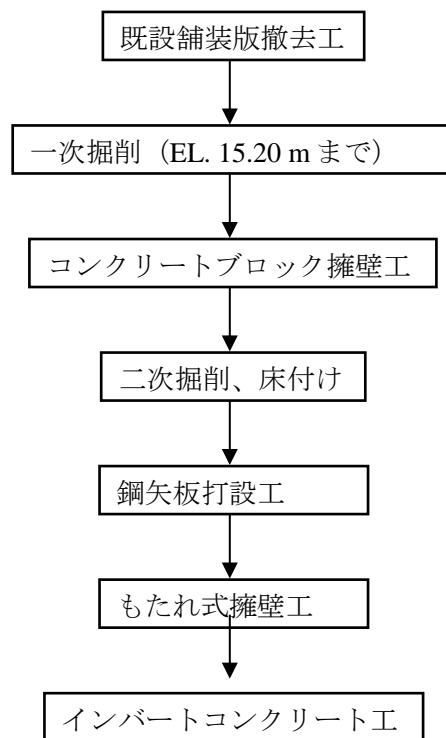 既設舗装版撤去工
一次掘削（EL. 15.20 m まで）
コンクリートブロック擁壁工
二次掘削、床付け
鋼矢板打設工
もたれ式擁壁工
インバートコンクリート工